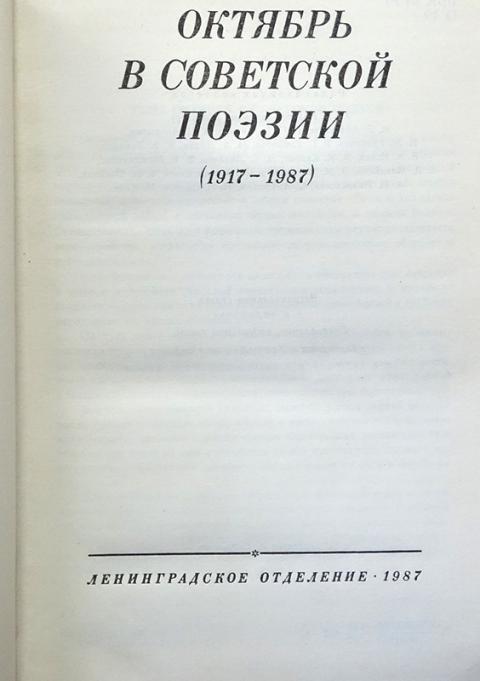 ОКТЯБРЬ
В СОВЕТСКОЙ
ПОЭЗИИ
(1917–1987)
ЛЕНИНГРАДСКОЕ ОТДЕЛЕНИЕ · 1987